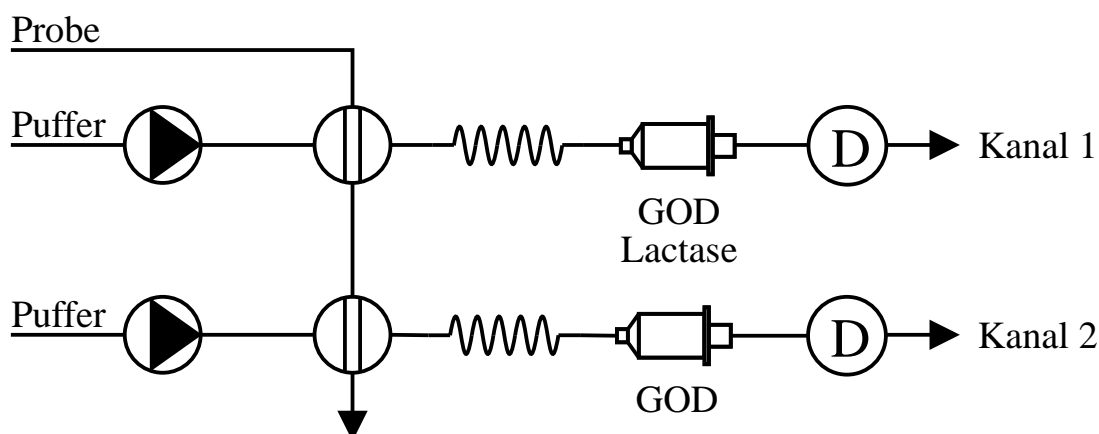 Probe
Puffer
D
Kanal 1
GOD
Lactase
Puffer
D
Kanal 2
GOD